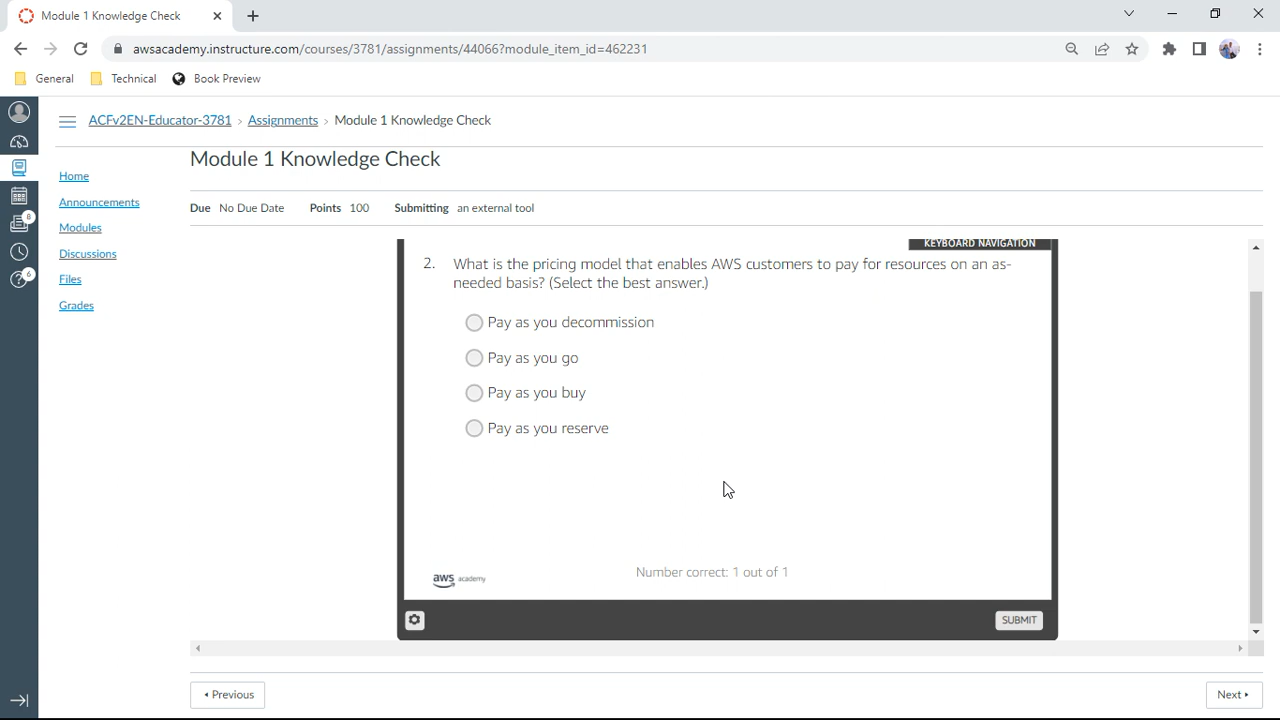 Module 1 Knowledge Check
awsacademy.instructure.com/courses/3781/assignments/44066?module_item_id=462231
General Technical Book Preview
ACFv2EN-Educator-3781 › Assignments › Module 1 Knowledge Check
Module 1 Knowledge Check
Home
Announcements
Due No Due Date Points 100 Submitting an external tool
8
Modules
Discussions
6
Files
Grades
KEYBOARD NAVIGATION
2. What is the pricing model that enables AWS customers to pay for resources on an as-
needed basis? (Select the best answer.)
Pay as you decommission
Pay as you go
Pay as you buy
Pay as you reserve
Number correct: 1 out of 1
aws academy
SUBMIT
Previous
Next